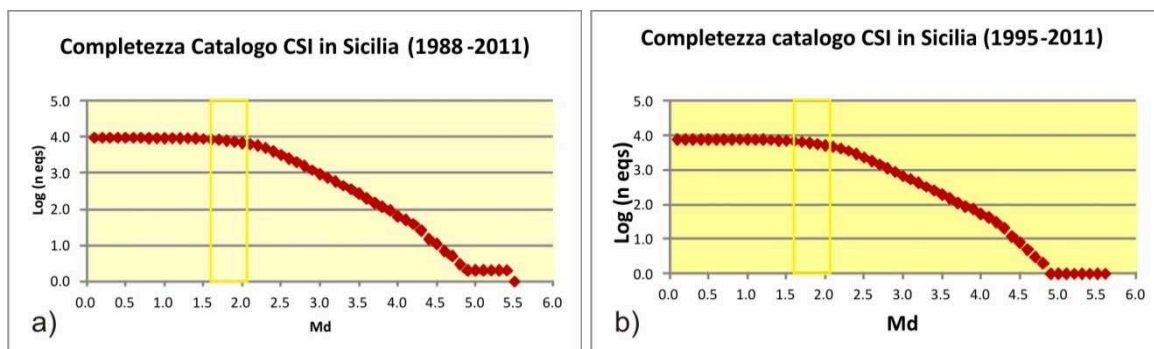 Completezza Catalogo CSI in Sicilia (1988 -2011)
5.0
4.0
3.0
2.0
1.0
0.0
Log (n eqs)
0.0 0.5 1.0 1.5 2.0 2.5 3.0 3.5 4.0 4.5 5.0 5.5 6.0
Md
a)
Completezza catalogo CSI in Sicilia (1995-2011)
5.0
4.0
3.0
2.0
1.0
0.0
Log (n eqs)
0.0 0.5 1.0 1.5 2.0 2.5 3.0 3.5 4.0 4.5 5.0 5.5 6.0
Md
b)